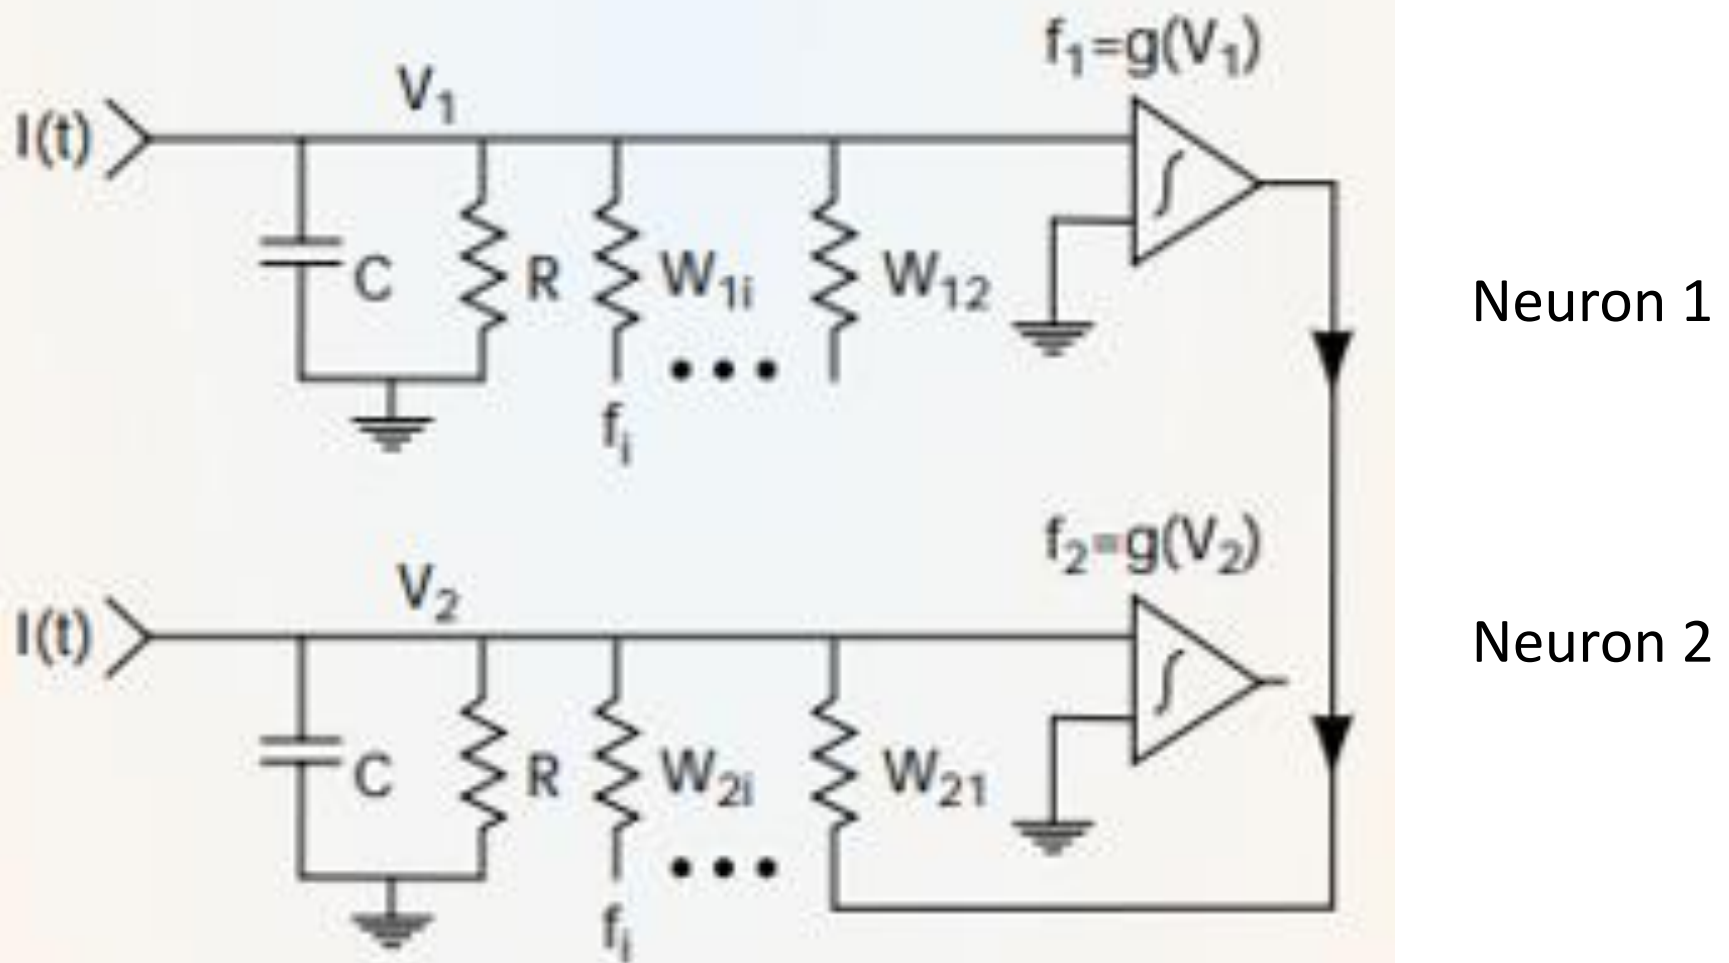 f₁=g(V₁)
V₁
I(t)
C
R
W₁ᵢ
W₁₂
Neuron 1
fᵢ
f₂=g(V₂)
V₂
I(t)
Neuron 2
C
R
W₂ᵢ
W₂₁
fᵢ